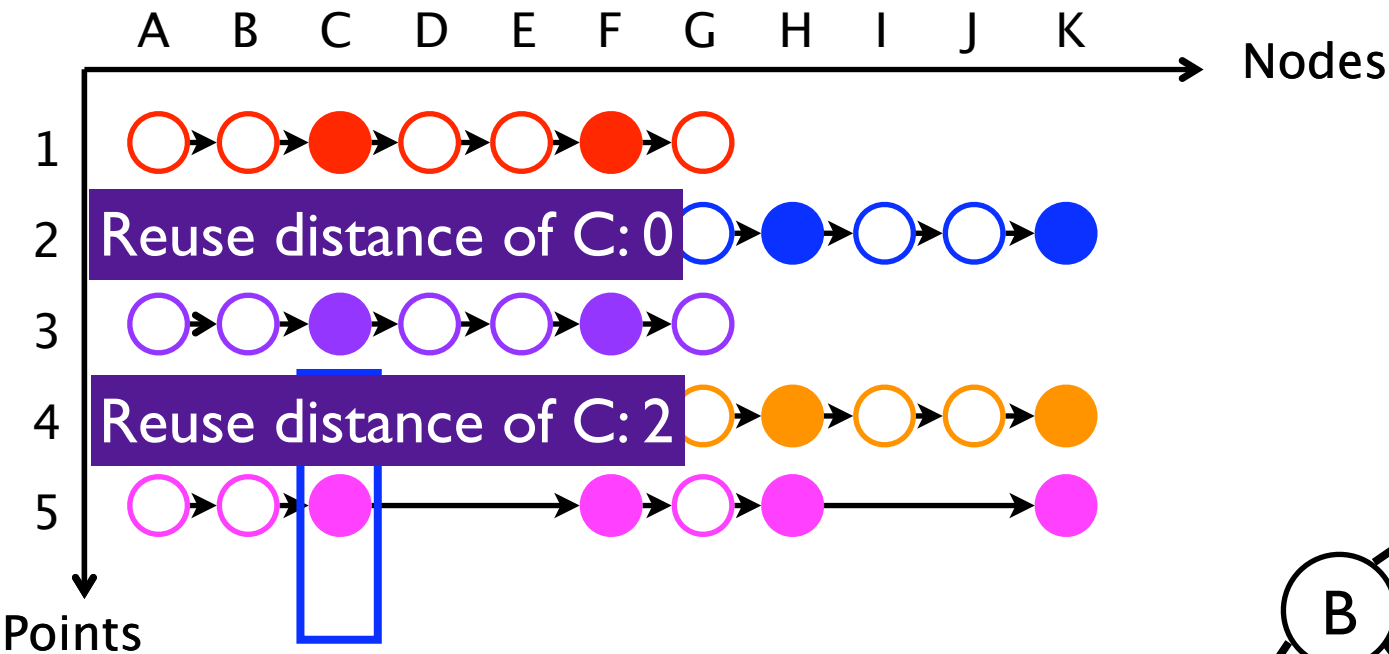 A B C D E F G H I J K
Nodes
1
2 Reuse distance of C: 0
3
4 Reuse distance of C: 2
5
Points
B